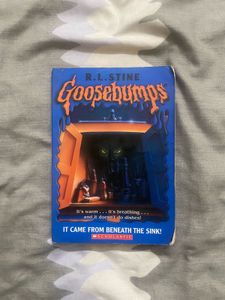 R.L. STINE
Goosebumps
It's warm . . . it's breathing . . .
and it doesn't do dishes!
IT CAME FROM BENEATH THE SINK!
SCHOLASTIC